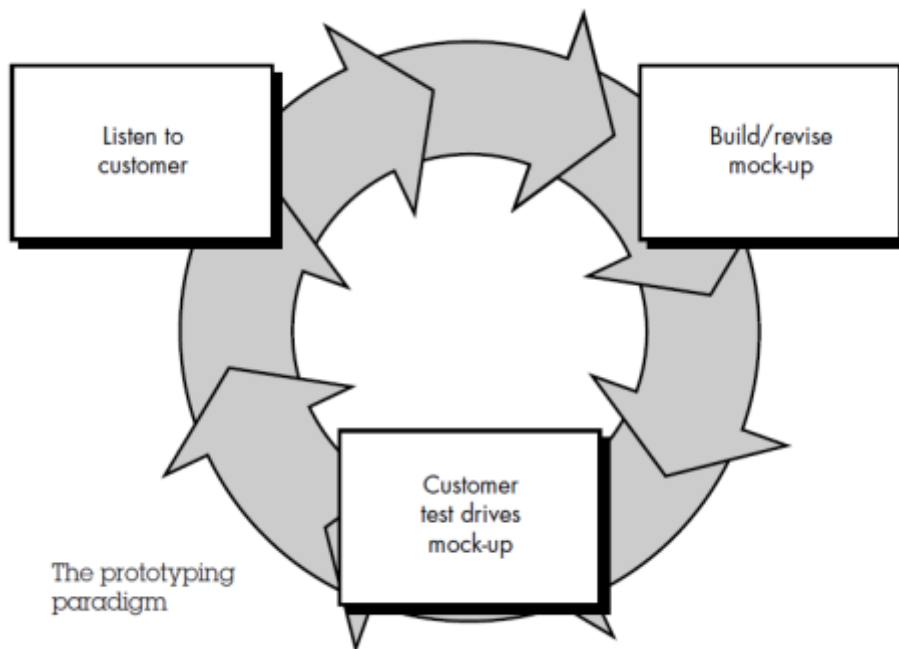 Listen to
customer
Build/revise
mock-up
Customer
test drives
mock-up
The prototyping
paradigm